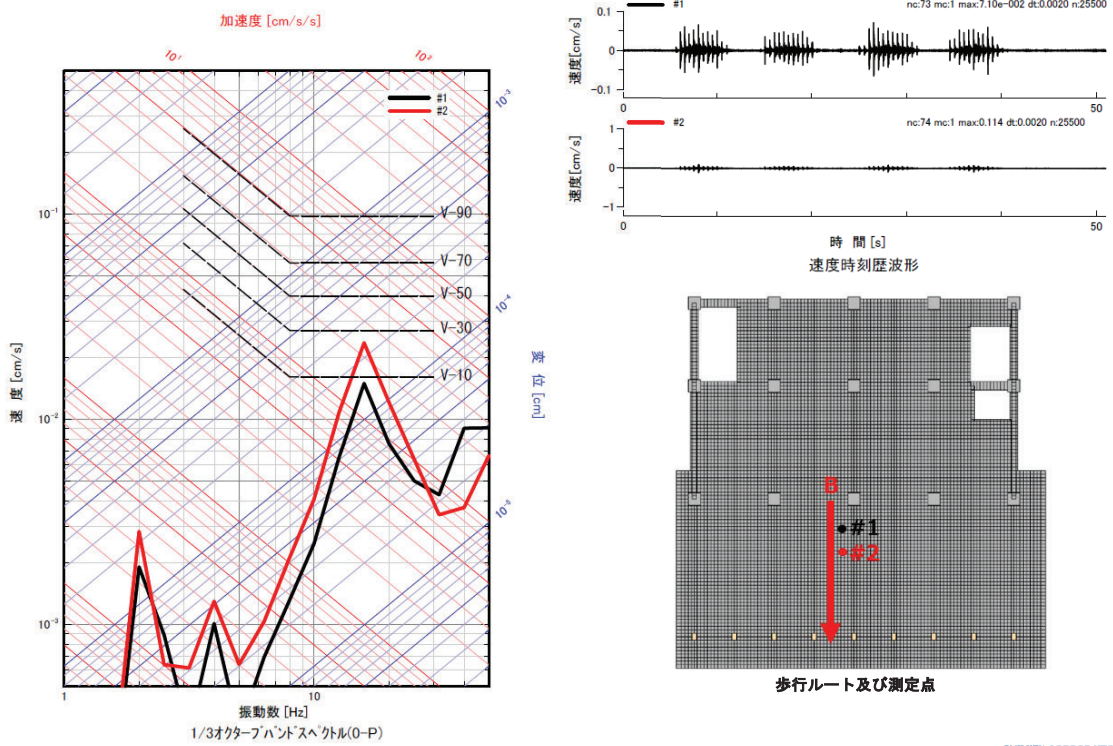 加速度 [cm/s/s]
10¹
10²
10⁻³
#1
#2
V-90
V-70
V-50
V-30
V-10
10⁻¹
10⁻²
10⁻³
10⁻⁴
10⁻⁵
速 度 [cm/s]
変 位 [cm]
1
10
振動数 [Hz]
1/3オクターブバンドスペクトル(0-P)
#1
nc:73 mc:1 max:7.10e-002 dt:0.0020 n:25500
速度[cm/s]
0.1
0
-0.1
0
50
#2
nc:74 mc:1 max:0.114 dt:0.0020 n:25500
速度[cm/s]
1
0
-1
0
50
時 間 [s]
速度時刻歴波形
B
#1
#2
歩行ルート及び測定点